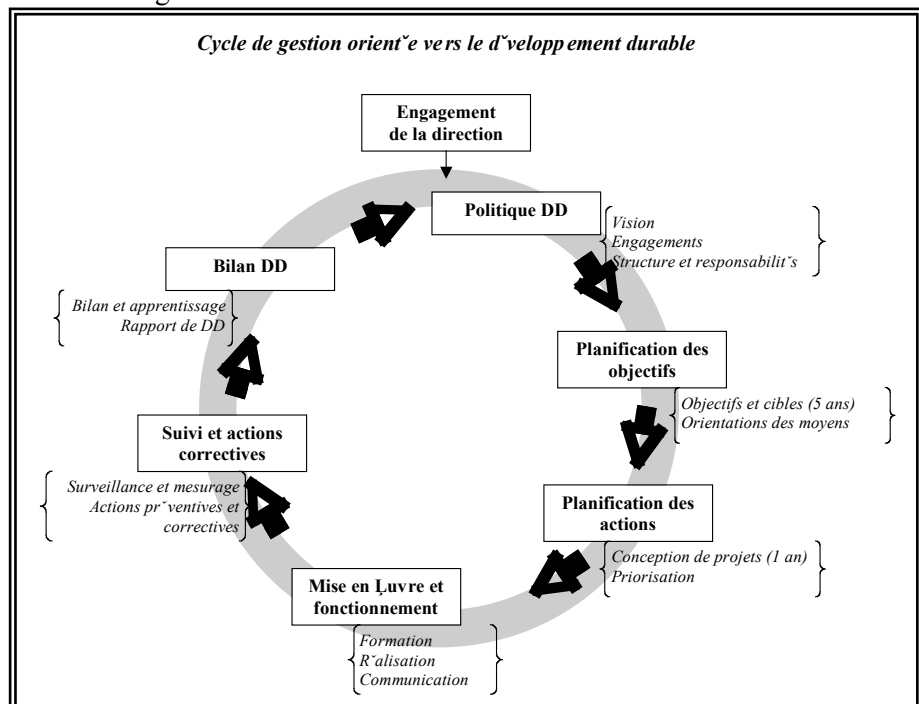 Cycle de gestion orientˇe vers le dˇveloppement durable
Engagement
de la direction
Politique DD
Vision
Engagements
Structure et responsabilitˇs
Bilan DD
Bilan et apprentissage
Rapport de DD
Planification des
objectifs
Objectifs et cibles (5 ans)
Orientations des moyens
Suivi et actions
correctives
Surveillance et mesurage
Actions prˇventives et
correctives
Planification des
actions
Conception de projets (1 an)
Priorisation
Mise en Ļuvre et
fonctionnement
Formation
Rˇalisation
Communication